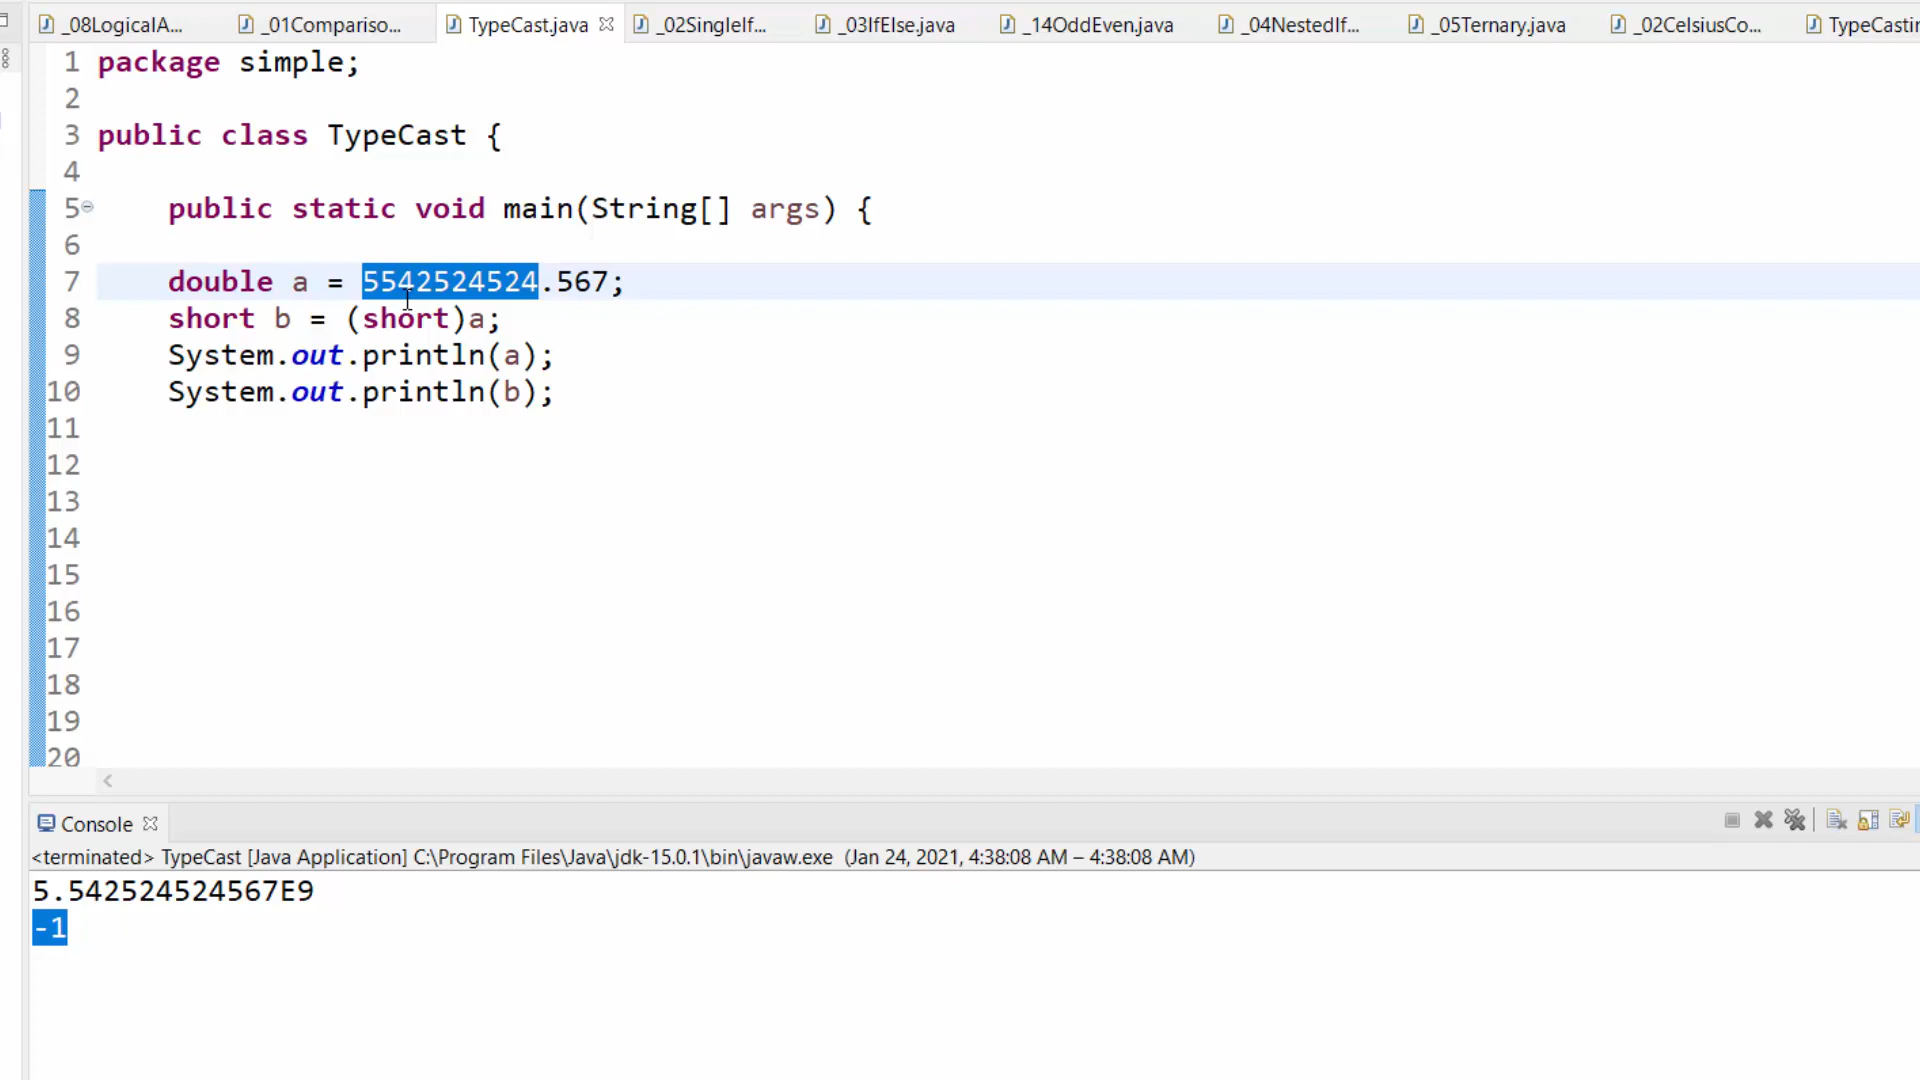 _08LogicalA... _01Compariso... TypeCast.java _02SingleIf... _03IfElse.java _14OddEven.java _04NestedIf... _05Ternary.java _02CelsiusCo... TypeCastin
1 package simple;
2
3 public class TypeCast {
4
5 public static void main(String[] args) {
6
7 double a = 5542524524.567;
8 short b = (short)a;
9 System.out.println(a);
10 System.out.println(b);
11
12
13
14
15
16
17
18
19
20
Console
<terminated> TypeCast [Java Application] C:\Program Files\Java\jdk-15.0.1\bin\javaw.exe (Jan 24, 2021, 4:38:08 AM – 4:38:08 AM)
5.542524524567E9
-1